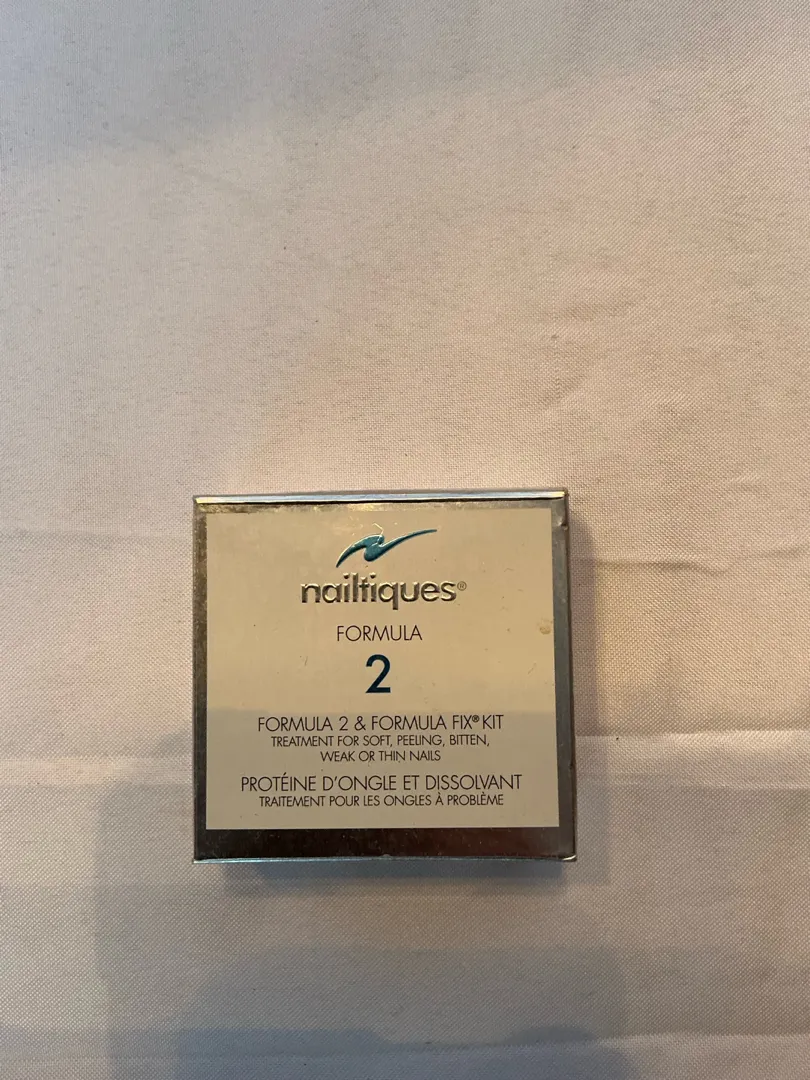 nailtiques®
FORMULA
2
FORMULA 2 & FORMULA FIX® KIT
TREATMENT FOR SOFT, PEELING, BITTEN,
WEAK OR THIN NAILS
PROTÉINE D'ONGLE ET DISSOLVANT
TRAITEMENT POUR LES ONGLES À PROBLÈME